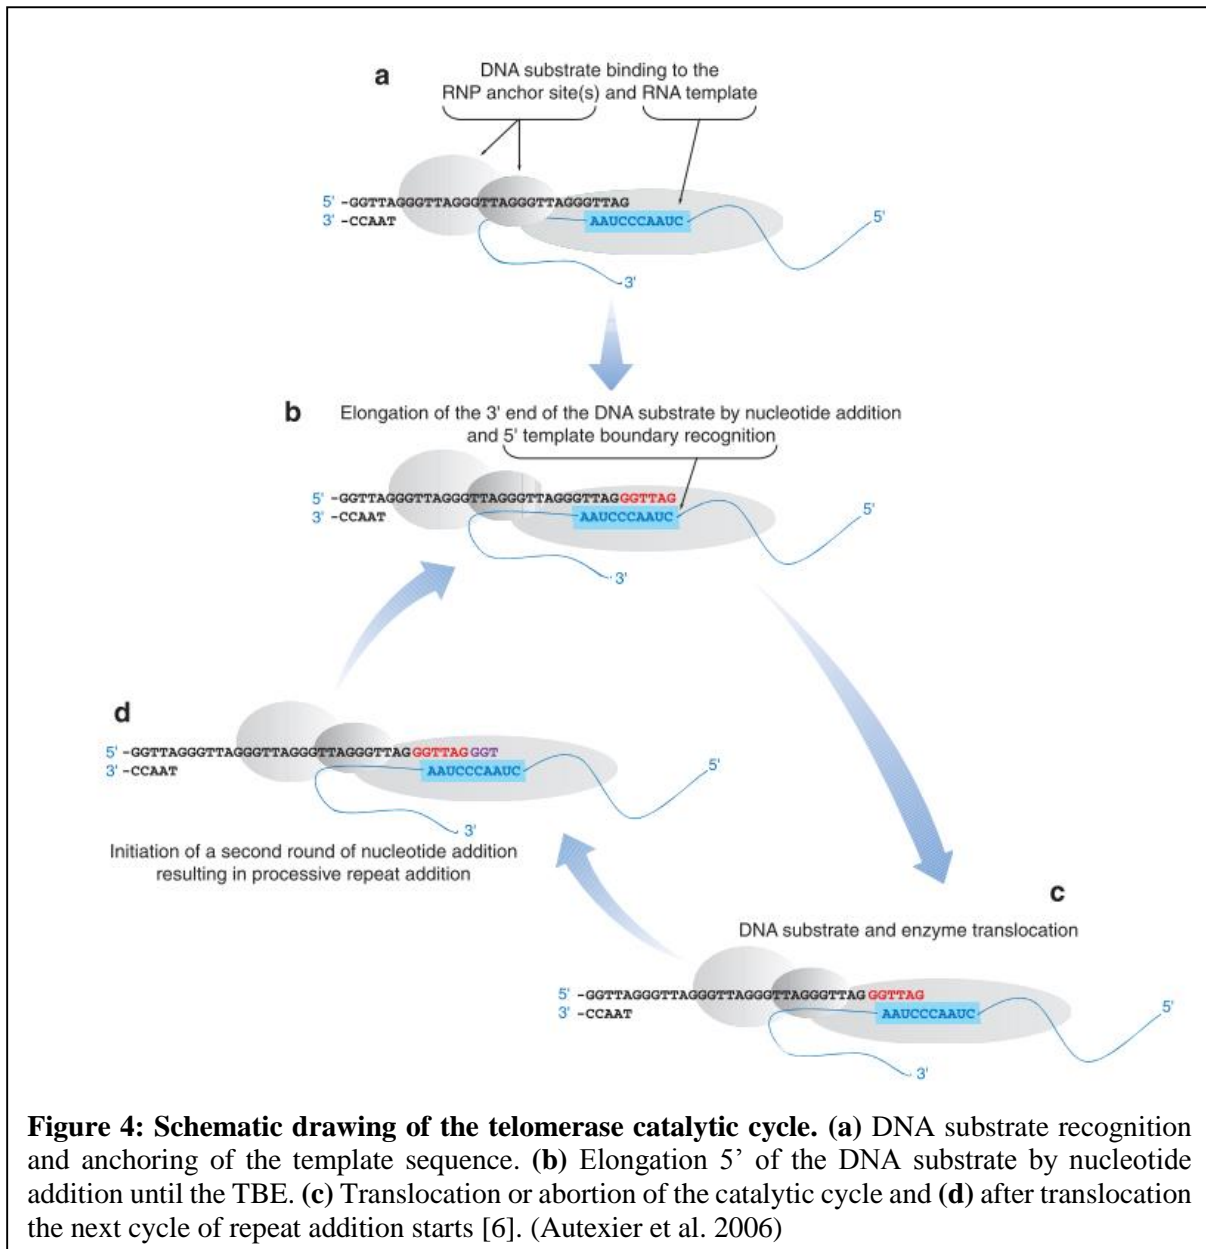 a
DNA substrate binding to the
RNP anchor site(s) and RNA template
5' -GGTTAGGGTTAGGGTTAGGGTTAGGGTTAG
3' -CCAAT
AAUCCCAAUC
5'
3'
b
Elongation of the 3' end of the DNA substrate by nucleotide addition
and 5' template boundary recognition
5' -GGTTAGGGTTAGGGTTAGGGTTAGGGTTAGGGTTAG
3' -CCAAT
AAUCCCAAUC
5'
3'
d
5' -GGTTAGGGTTAGGGTTAGGGTTAGGGTTAG GGTTAG GGT
3' -CCAAT
AAUCCCAAUC
5'
3'
Initiation of a second round of nucleotide addition
resulting in processive repeat addition
c
DNA substrate and enzyme translocation
5' -GGTTAGGGTTAGGGTTAGGGTTAGGGTTAG GGTTAG
3' -CCAAT
AAUCCCAAUC
5'
3'
Figure 4: Schematic drawing of the telomerase catalytic cycle. (a) DNA substrate recognition
and anchoring of the template sequence. (b) Elongation 5’ of the DNA substrate by nucleotide
addition until the TBE. (c) Translocation or abortion of the catalytic cycle and (d) after translocation
the next cycle of repeat addition starts [6]. (Autexier et al. 2006)